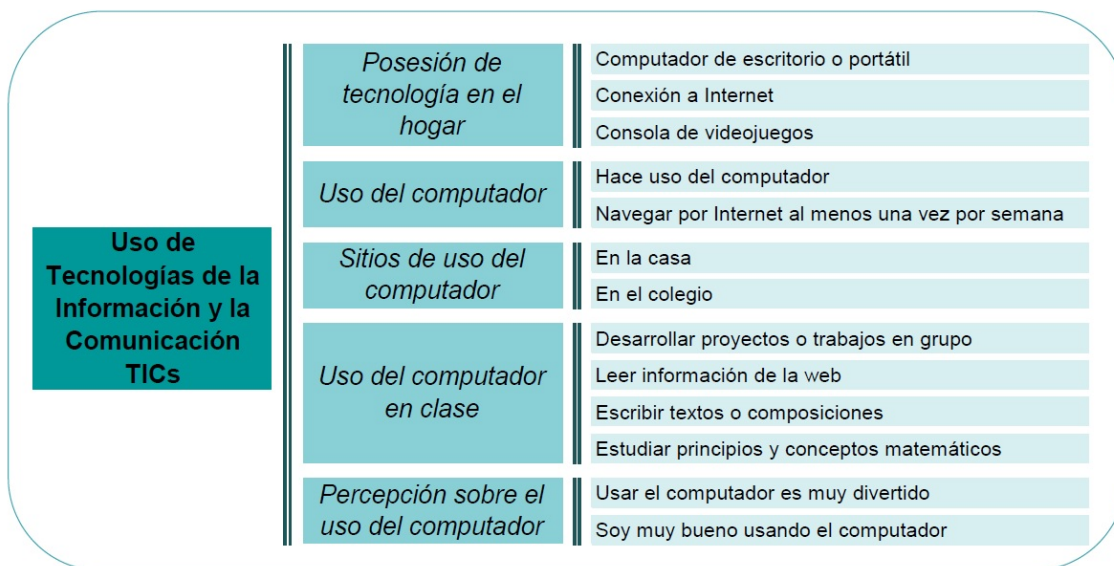 Uso de
Tecnologías de la
Información y la
Comunicación
TICs
Posesión de
tecnología en el
hogar
Computador de escritorio o portátil
Conexión a Internet
Consola de videojuegos
Uso del computador
Hace uso del computador
Navegar por Internet al menos una vez por semana
Sitios de uso del
computador
En la casa
En el colegio
Uso del computador
en clase
Desarrollar proyectos o trabajos en grupo
Leer información de la web
Escribir textos o composiciones
Estudiar principios y conceptos matemáticos
Percepción sobre el
uso del computador
Usar el computador es muy divertido
Soy muy bueno usando el computador